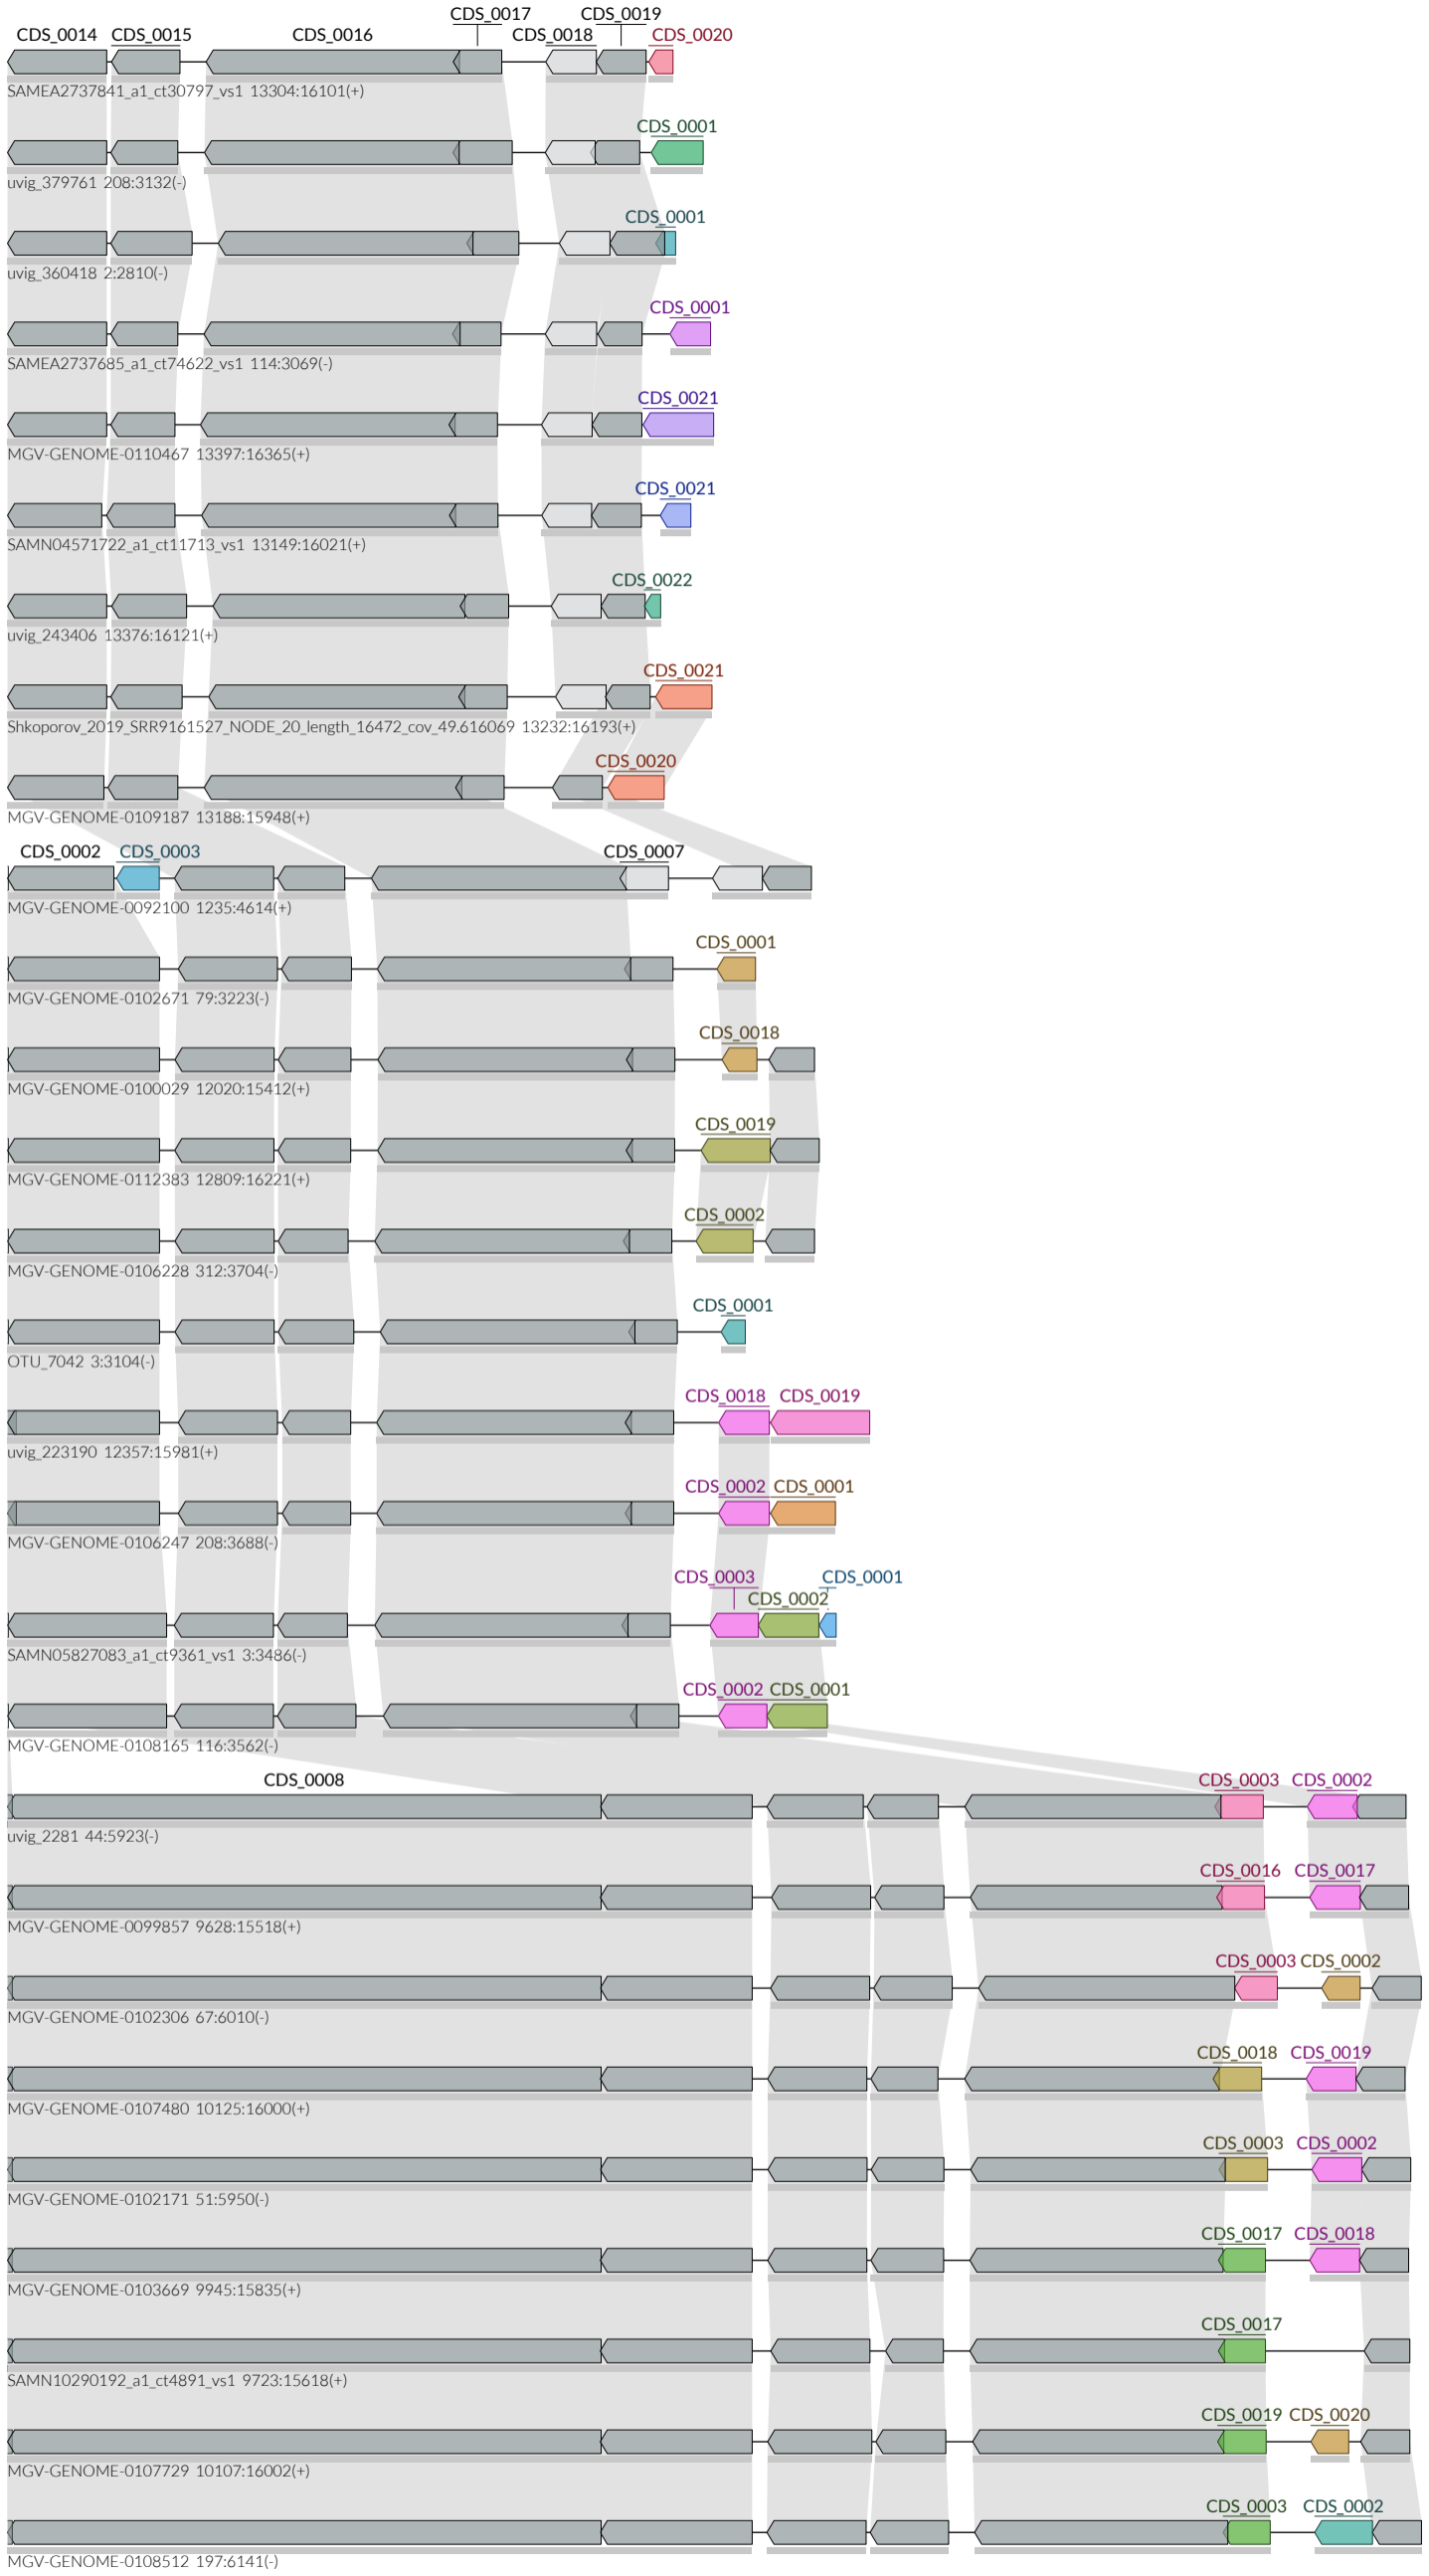 CDS_0017 CDS_0019
CDS_0014 CDS_0015 CDS_0016 CDS_0018 CDS_0020
SAMEA2737841_a1_ct30797_vs1 13304:16101(+)
CDS_0001
uvig_379761 208:3132(-)
CDS_0001
uvig_360418 2:2810(-)
CDS_0001
SAMEA2737685_a1_ct74622_vs1 114:3069(-)
CDS_0021
MGV-GENOME-0110467 13397:16365(+)
CDS_0021
SAMN04571722_a1_ct11713_vs1 13149:16021(+)
CDS_0022
uvig_243406 13376:16121(+)
CDS_0021
Shkoporov_2019_SRR9161527_NODE_20_length_16472_cov_49.616069 13232:16193(+)
CDS_0020
MGV-GENOME-0109187 13188:15948(+)
CDS_0002 CDS_0003 CDS_0007
MGV-GENOME-0092100 1235:4614(+)
CDS_0001
MGV-GENOME-0102671 79:3223(-)
CDS_0018
MGV-GENOME-0100029 12020:15412(+)
CDS_0019
MGV-GENOME-0112383 12809:16221(+)
CDS_0002
MGV-GENOME-0106228 312:3704(-)
CDS_0001
OTU_7042 3:3104(-)
CDS_0018 CDS_0019
uvig_223190 12357:15981(+)
CDS_0002 CDS_0001
MGV-GENOME-0106247 208:3688(-)
CDS_0003 CDS_0001
CDS_0002
SAMN05827083_a1_ct9361_vs1 3:3486(-)
CDS_0002 CDS_0001
MGV-GENOME-0108165 116:3562(-)
CDS_0008 CDS_0003 CDS_0002
uvig_2281 44:5923(-)
CDS_0016 CDS_0017
MGV-GENOME-0099857 9628:15518(+)
CDS_0003 CDS_0002
MGV-GENOME-0102306 67:6010(-)
CDS_0018 CDS_0019
MGV-GENOME-0107480 10125:16000(+)
CDS_0003 CDS_0002
MGV-GENOME-0102171 51:5950(-)
CDS_0017 CDS_0018
MGV-GENOME-0103669 9945:15835(+)
CDS_0017
SAMN10290192_a1_ct4891_vs1 9723:15618(+)
CDS_0019 CDS_0020
MGV-GENOME-0107729 10107:16002(+)
CDS_0003 CDS_0002
MGV-GENOME-0108512 197:6141(-)